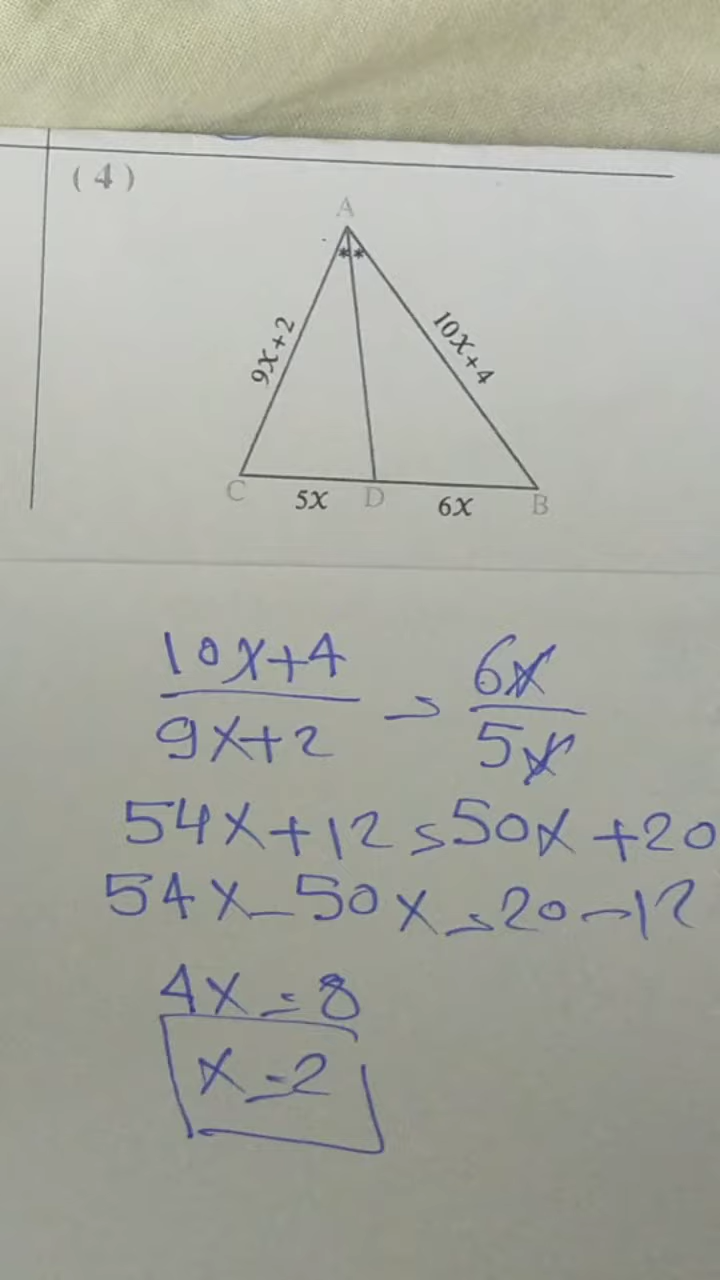 (4)
A
**
9x+2
10x+4
C
5x
D
6x
B
10x+4 / 9x+2 = 6x / 5x
54x+12=50x+20
54x-50x=20-12
4x=8
x=2